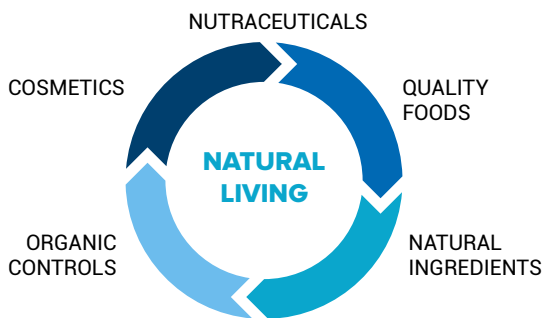 NUTRACEUTICALS
COSMETICS
QUALITY
FOODS
NATURAL
LIVING
ORGANIC
CONTROLS
NATURAL
INGREDIENTS